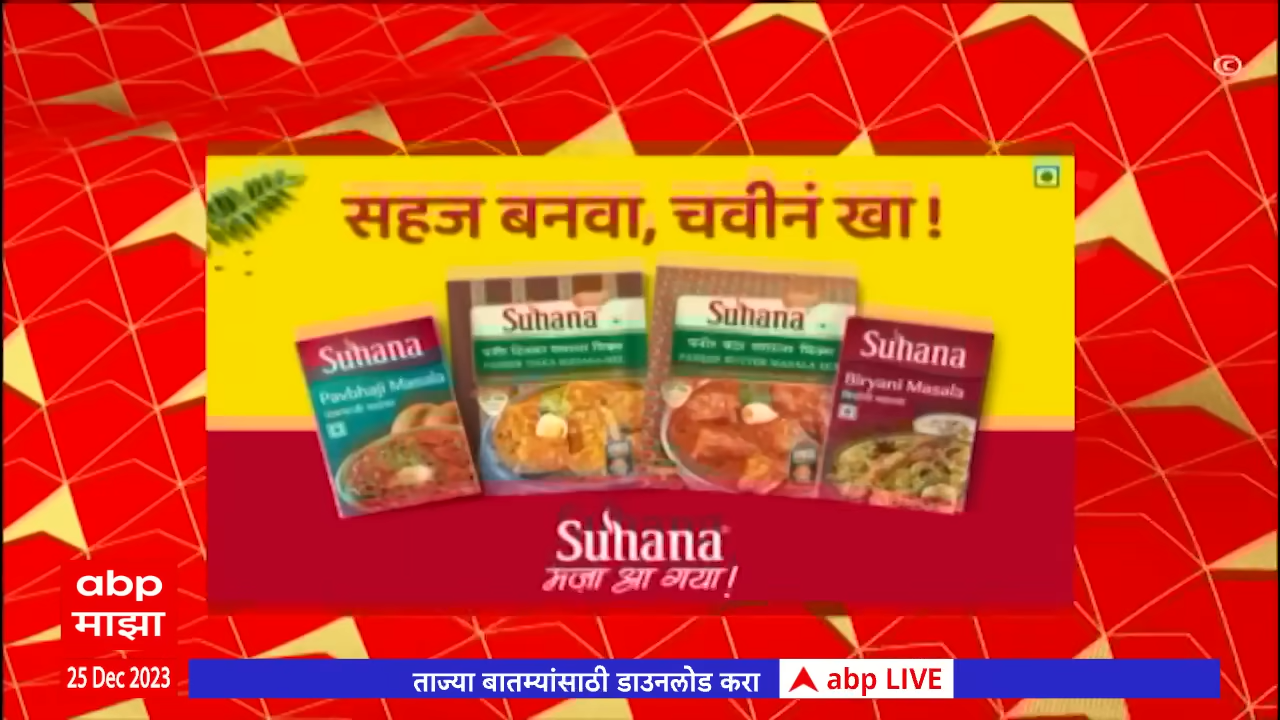 ©
सहज बनवा, चवीनं खा!
Suhana
Pavbhaji Masala
Suhana
Suhana
Suhana
Biryani Masala
Suhana
मज़ा आ गया!
abp
माझा
25 Dec 2023
ताज्या बातम्यांसाठी डाउनलोड करा abp LIVE